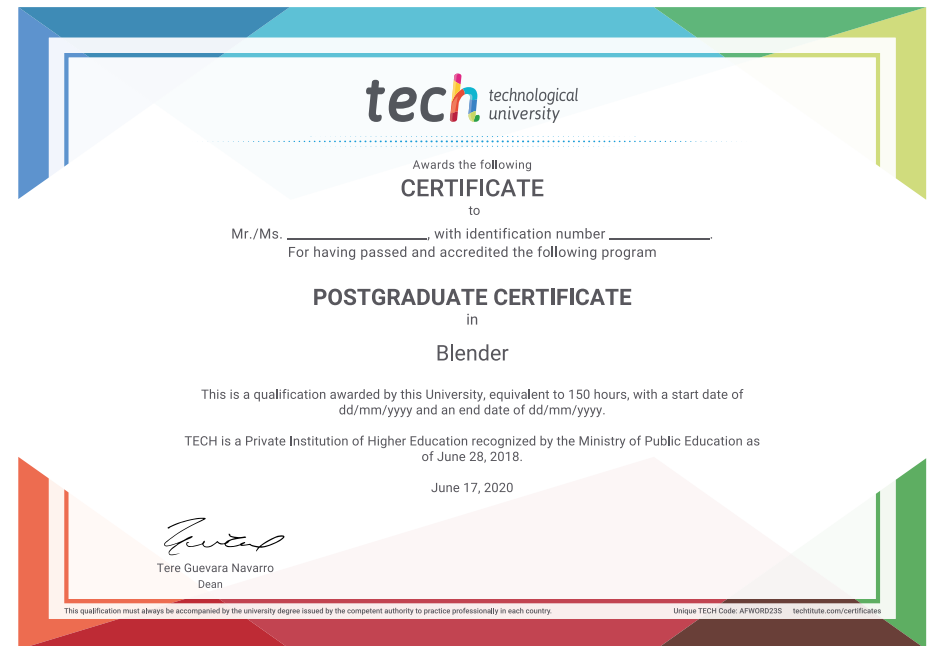 tech technological
university
Awards the following
CERTIFICATE
to
Mr./Ms. ____________________, with identification number ______________.
For having passed and accredited the following program
POSTGRADUATE CERTIFICATE
in
Blender
This is a qualification awarded by this University, equivalent to 150 hours, with a start date of
dd/mm/yyyy and an end date of dd/mm/yyyy.
TECH is a Private Institution of Higher Education recognized by the Ministry of Public Education as
of June 28, 2018.
June 17, 2020
Tere Guevara Navarro
Dean
This qualification must always be accompanied by the university degree issued by the competent authority to practice professionally in each country. Unique TECH Code: AFWORD23S techtitute.com/certificates